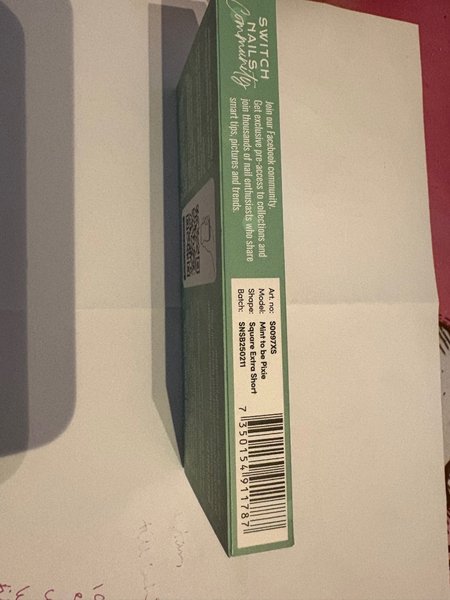 SWITCH
NAILS
Community
Join our Facebook community.
Get exclusive pre-access to collections and
join thousands of nail enthusiasts who share
smart tips, pictures and trends.
Art. no: S0097XS
Model: Mint to be Pixie
Shape: Square Extra Short
Batch: SNSB250211
7 350154 911787